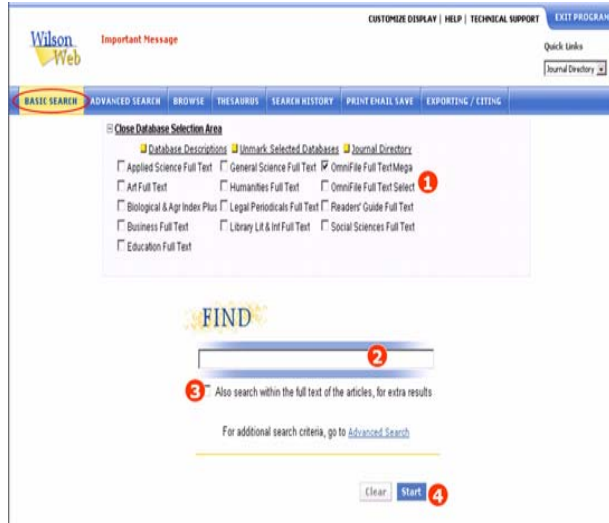 CUSTOMIZE DISPLAY | HELP | TECHNICAL SUPPORT EXIT PROGRAM
Wilson Web
Important Message
Quick Links
Journal Directory
BASIC SEARCH ADVANCED SEARCH BROWSE THESAURUS SEARCH HISTORY PRINT EMAIL SAVE EXPORTING / CITING
Close Database Selection Area
Database Descriptions Unmark Selected Databases Journal Directory
Applied Science Full Text General Science Full Text OmniFile Full Text Mega
Art Full Text Humanities Full Text OmniFile Full Text Select 1
Biological & Agr Index Plus Legal Periodicals Full Text Readers' Guide Full Text
Business Full Text Library Lit & Inf Full Text Social Sciences Full Text
Education Full Text
FIND
2
3 Also search within the full text of the articles, for extra results
For additional search criteria, go to Advanced Search
Clear Start 4